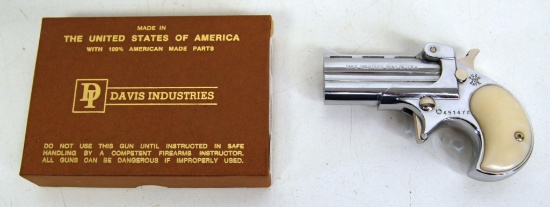 MADE IN
THE UNITED STATES OF AMERICA
WITH 100% AMERICAN MADE PARTS
DI DAVIS INDUSTRIES
DO NOT USE THIS GUN UNTIL INSTRUCTED IN SAFE
HANDLING BY A COMPETENT FIREARMS INSTRUCTOR.
ALL GUNS CAN BE DANGEROUS IF IMPROPERLY USED.